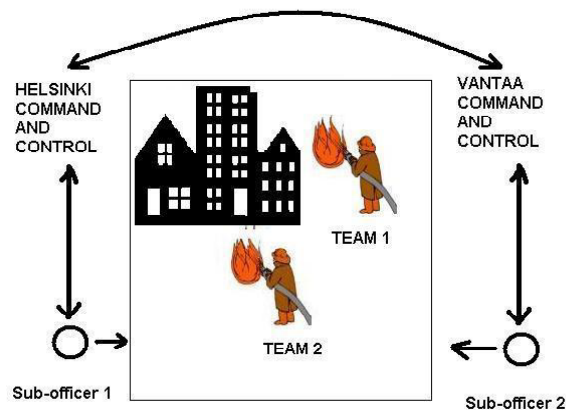 HELSINKI
COMMAND
AND
CONTROL
VANTAA
COMMAND
AND
CONTROL
TEAM 1
TEAM 2
Sub-officer 1
Sub-officer 2